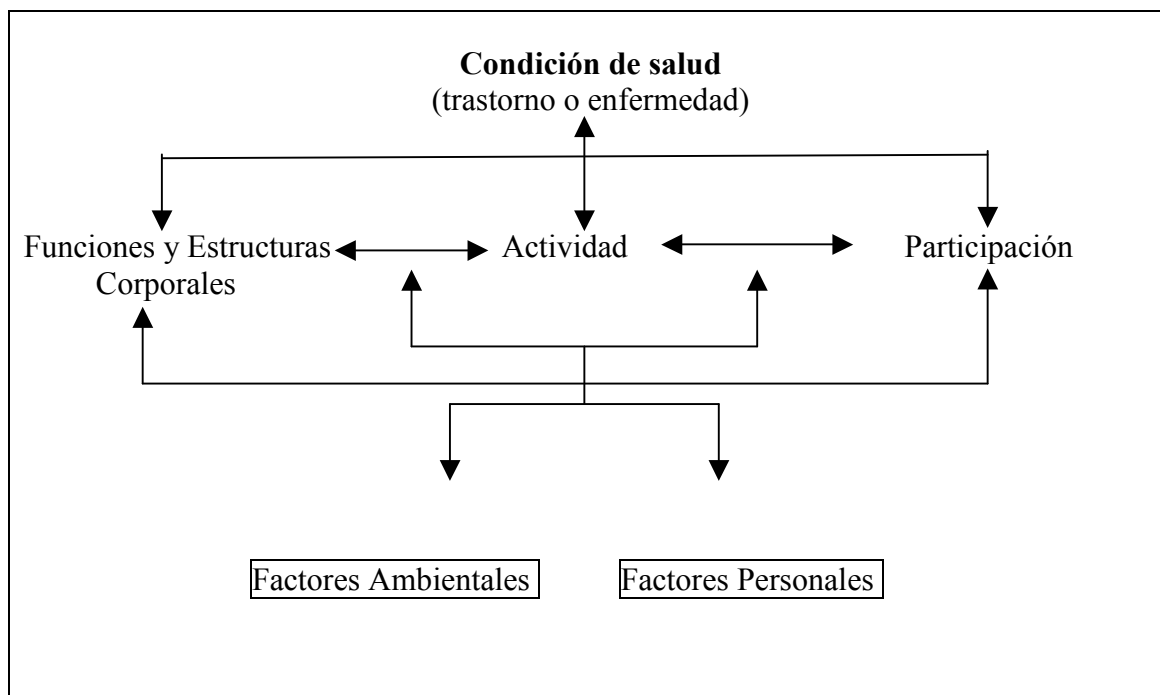 Condición de salud
(trastorno o enfermedad)
Funciones y Estructuras
Corporales
Actividad
Participación
Factores Ambientales
Factores Personales